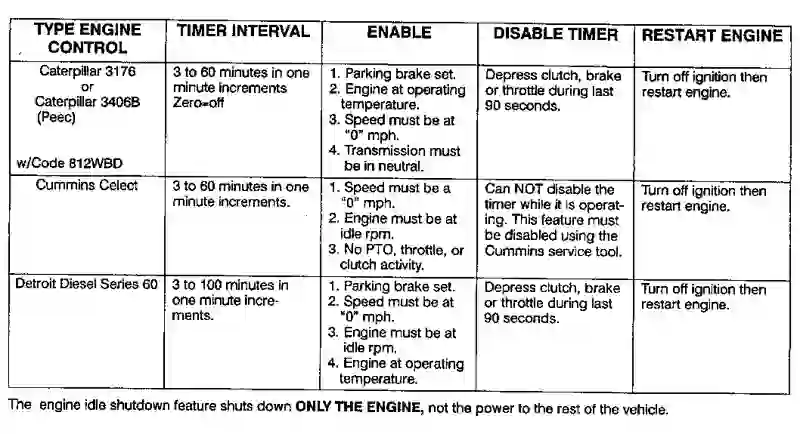 TYPE ENGINE
CONTROL
TIMER INTERVAL
ENABLE
DISABLE TIMER
RESTART ENGINE
Caterpillar 3176
or
Caterpillar 3406B
(Peec)
w/Code 812WBD
3 to 60 minutes in one
minute increments
Zero=off
1. Parking brake set.
2. Engine at operating
temperature.
3. Speed must be at
"0" mph.
4. Transmission must
be in neutral.
Depress clutch, brake
or throttle during last
90 seconds.
Turn off ignition then
restart engine.
Cummins Celect
3 to 60 minutes in one
minute increments.
1. Speed must be a
"0" mph.
2. Engine must be at
idle rpm.
3. No PTO, throttle, or
clutch activity.
Can NOT disable the
timer while it is operat-
ing. This feature must
be disabled using the
Cummins service tool.
Turn off ignition then
restart engine.
Detroit Diesel Series 60
3 to 100 minutes in
one minute incre-
ments.
1. Parking brake set.
2. Speed must be at
"0" mph.
3. Engine must be at
idle rpm.
4. Engine at operating
temperature.
Depress clutch, brake
or throttle during last
90 seconds.
Turn off ignition then
restart engine.
The engine idle shutdown feature shuts down ONLY THE ENGINE, not the power to the rest of the vehicle.